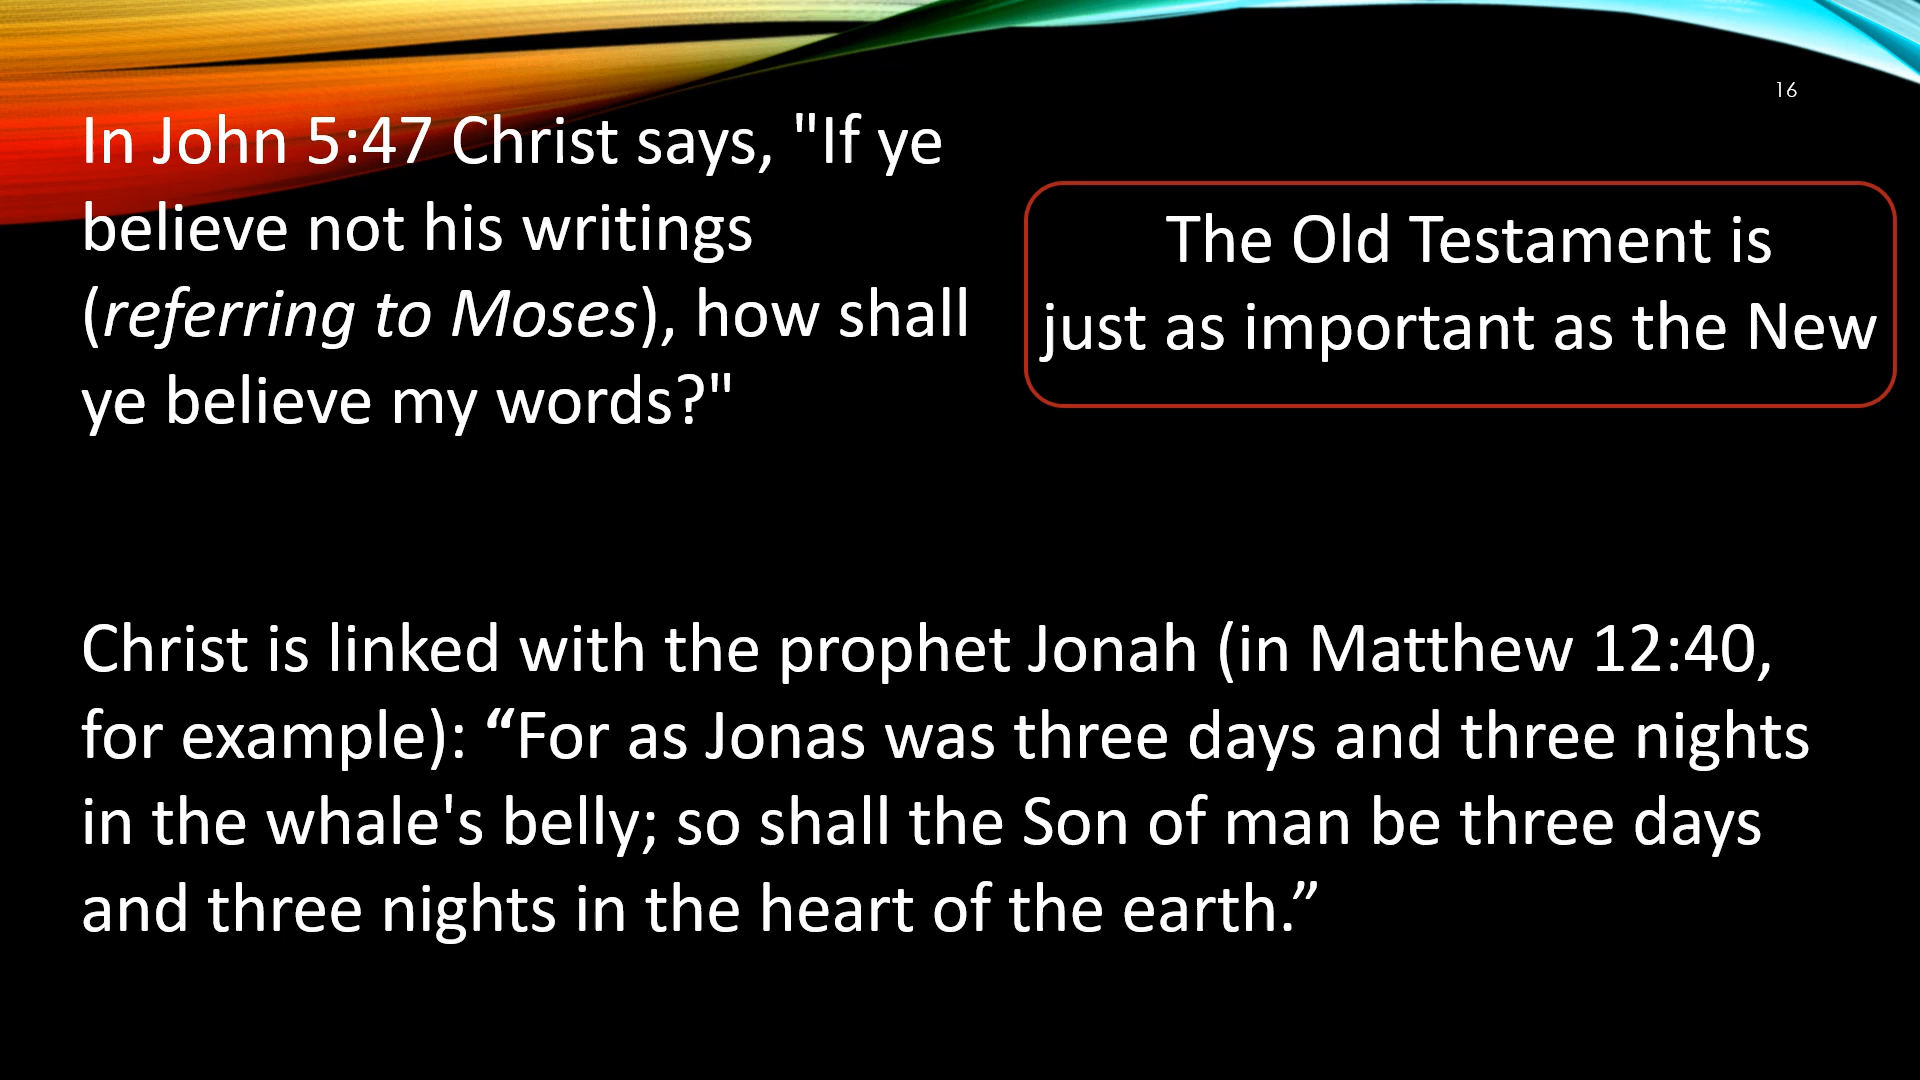 16
In John 5:47 Christ says, "If ye
believe not his writings
(referring to Moses), how shall
ye believe my words?"
The Old Testament is
just as important as the New
Christ is linked with the prophet Jonah (in Matthew 12:40,
for example): “For as Jonas was three days and three nights
in the whale's belly; so shall the Son of man be three days
and three nights in the heart of the earth.”